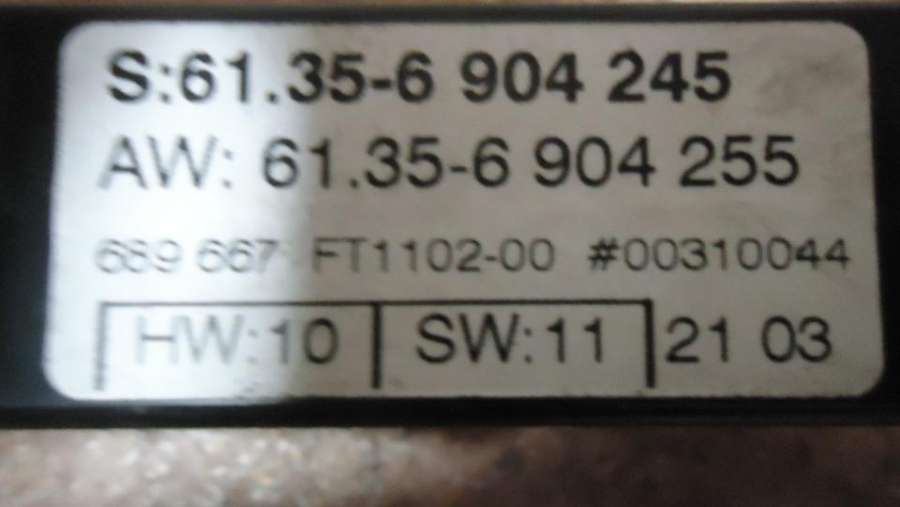 S:61.35-6 904 245
AW: 61.35-6 904 255
689 667 FT1102-00 #00310044
HW:10 SW:11 21 03